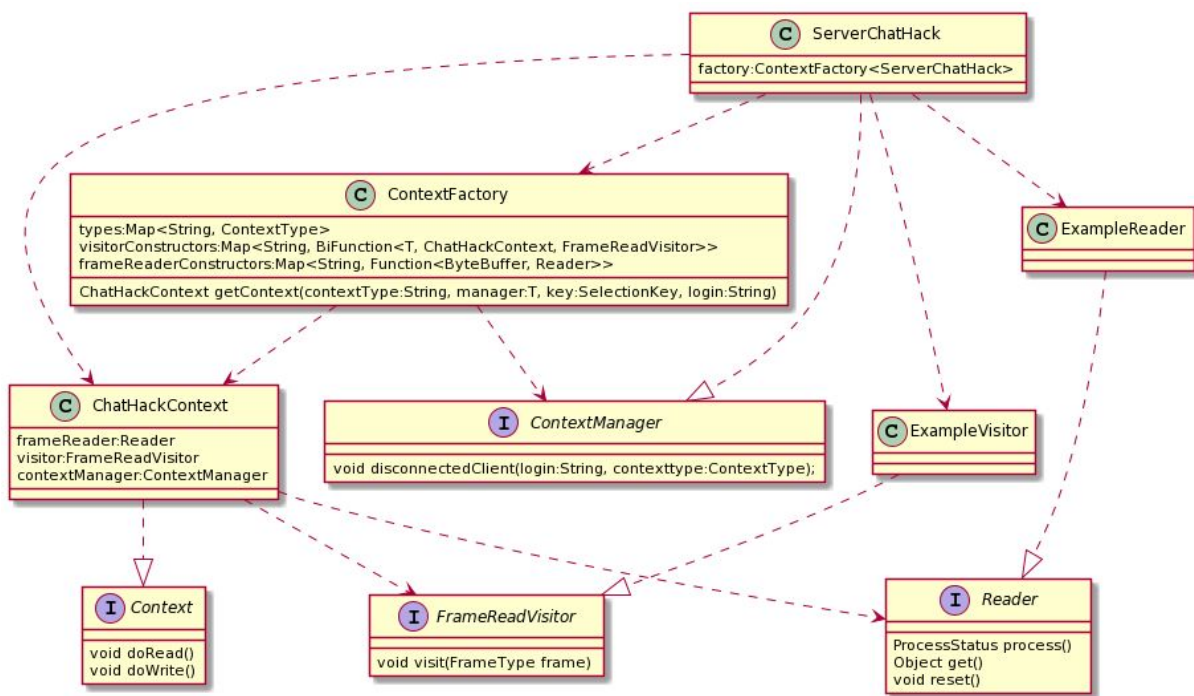 C ServerChatHack
factory:ContextFactory<ServerChatHack>
C ContextFactory
types:Map<String, ContextType>
visitorConstructors:Map<String, BiFunction<T, ChatHackContext, FrameReadVisitor>>
frameReaderConstructors:Map<String, Function<ByteBuffer, Reader>>
ChatHackContext getContext(contextType:String, manager:T, key:SelectionKey, login:String)
C ExampleReader
C ChatHackContext
frameReader:Reader
visitor:FrameReadVisitor
contextManager:ContextManager
I ContextManager
void disconnectedClient(login:String, contexttype:ContextType);
C ExampleVisitor
I Context
void doRead()
void doWrite()
I FrameReadVisitor
void visit(FrameType frame)
I Reader
ProcessStatus process()
Object get()
void reset()